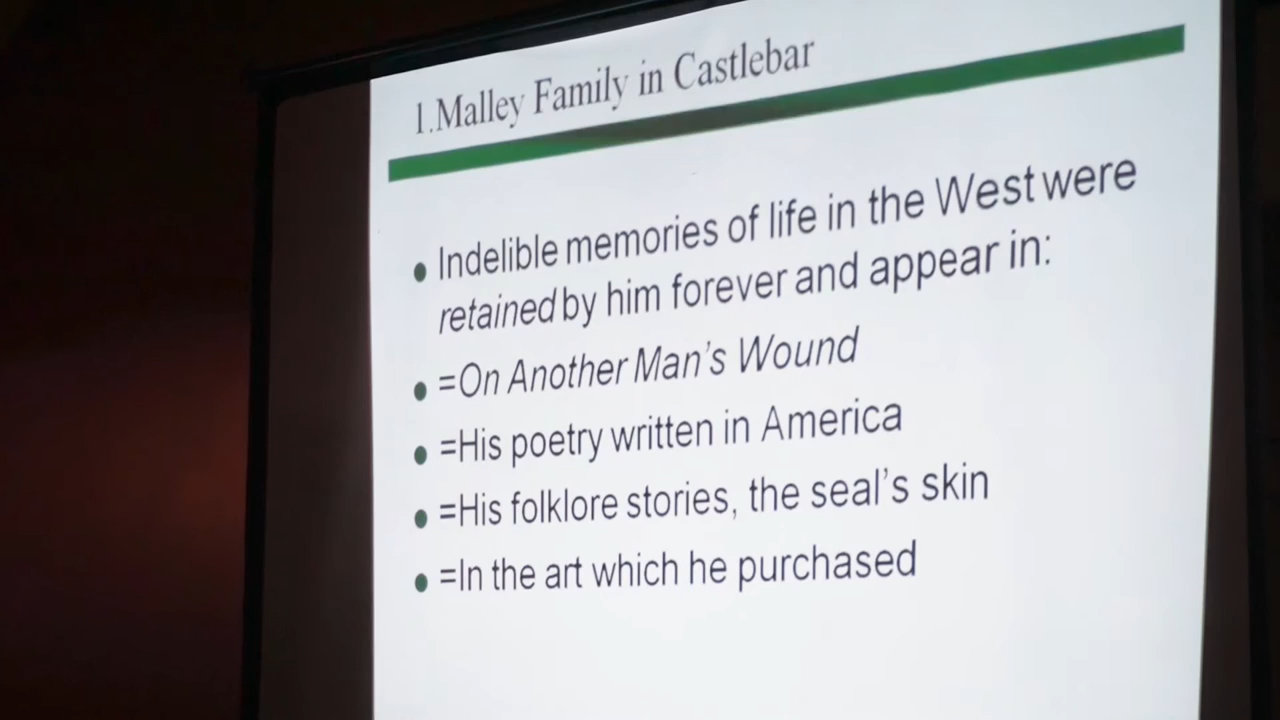 1.Malley Family in Castlebar
• Indelible memories of life in the West were
retained by him forever and appear in:
• =On Another Man's Wound
• =His poetry written in America
• =His folklore stories, the seal's skin
• =In the art which he purchased